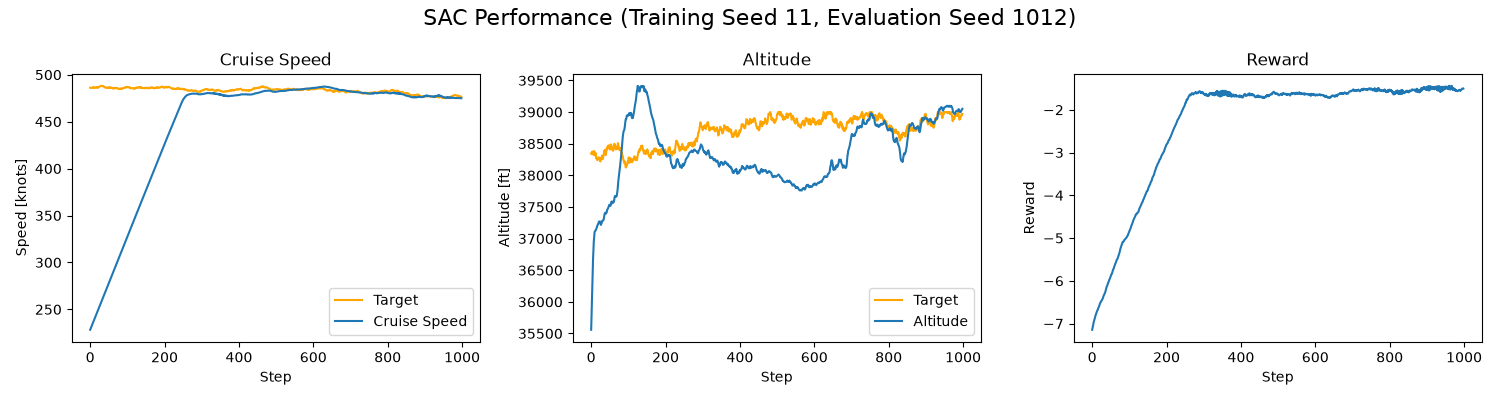 SAC Performance (Training Seed 11, Evaluation Seed 1012)
Cruise Speed
500
450
400
350
300
250
Speed [knots]
0 200 400 600 800 1000
Step
Target
Cruise Speed
Altitude
39500
39000
38500
38000
37500
37000
36500
36000
35500
Altitude [ft]
0 200 400 600 800 1000
Step
Target
Altitude
Reward
−2
−3
−4
−5
−6
−7
Reward
0 200 400 600 800 1000
Step